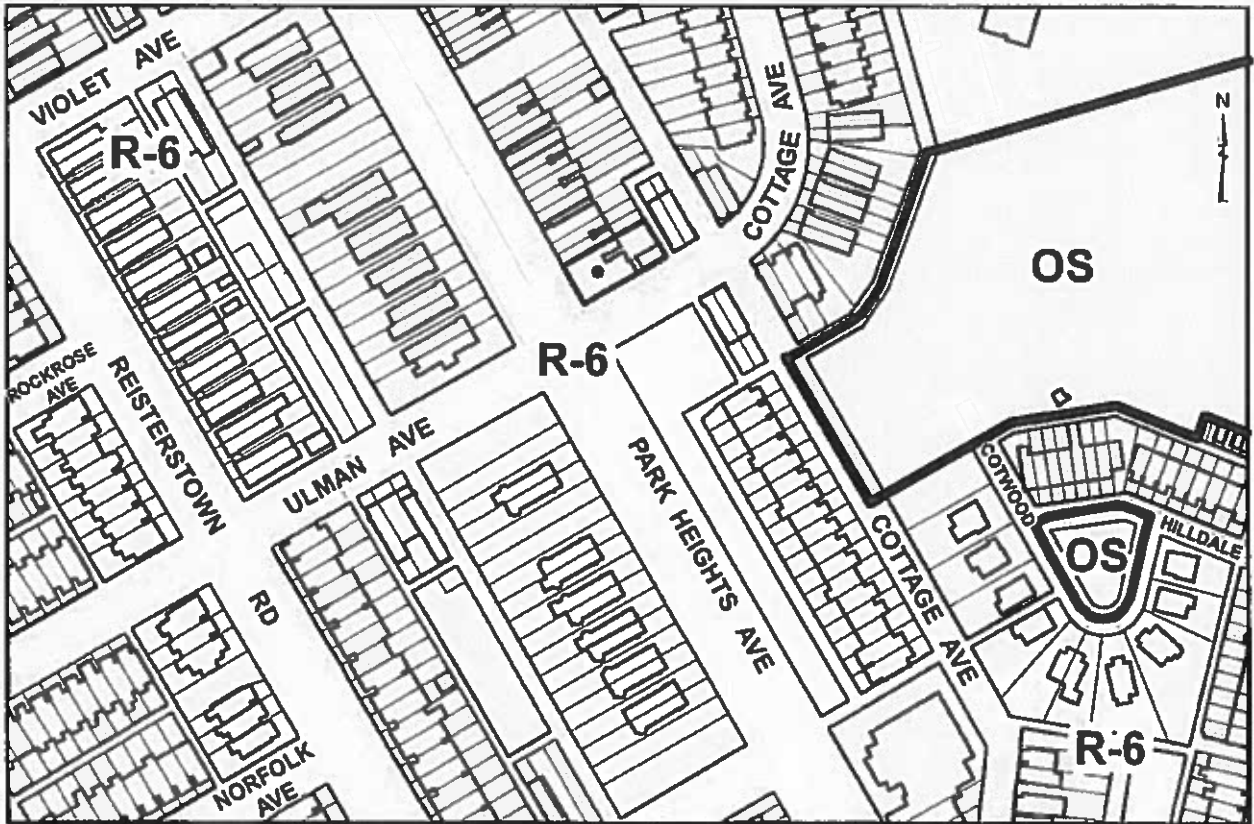 VIOLET AVE
R-6
COTTAGE AVE
N
OS
R-6
ROCKROSE
AVE
REISTERSTOWN
RD
ULMAN AVE
PARK HEIGHTS AVE
COTTAGE AVE
COTWOOD
HILLDALE
OS
NORFOLK
AVE
R-6